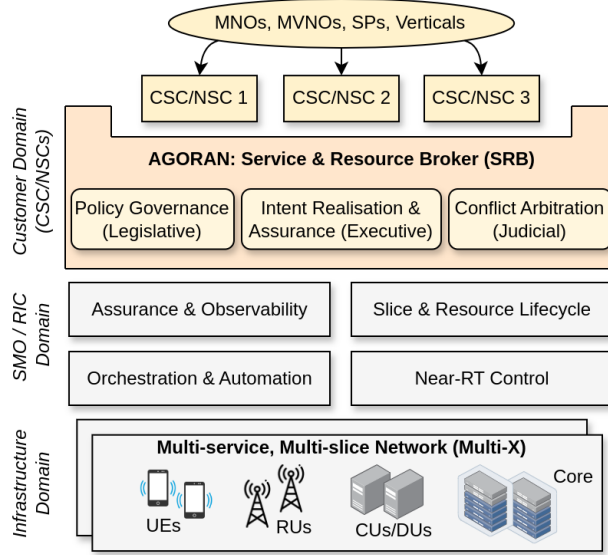 MNOs, MVNOs, SPs, Verticals
CSC/NSC 1
CSC/NSC 2
CSC/NSC 3
Customer Domain
(CSC/NSCs)
AGORAN: Service & Resource Broker (SRB)
Policy Governance
(Legislative)
Intent Realisation &
Assurance (Executive)
Conflict Arbitration
(Judicial)
SMO / RIC
Domain
Assurance & Observability
Slice & Resource Lifecycle
Orchestration & Automation
Near-RT Control
Infrastructure
Domain
Multi-service, Multi-slice Network (Multi-X)
UEs
RUs
CUs/DUs
Core